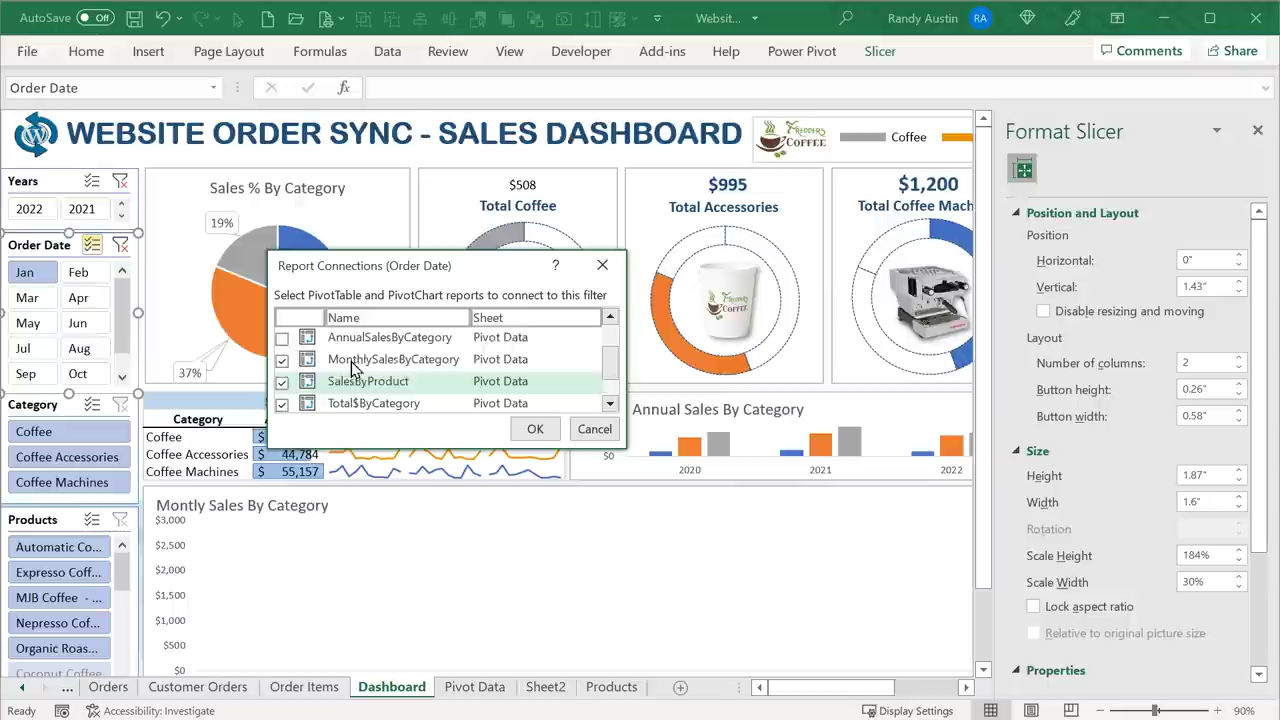 AutoSave Off Websit... Randy Austin RA
File Home Insert Page Layout Formulas Data Review View Developer Add-ins Help Power Pivot Slicer Comments Share
Order Date fx
WEBSITE ORDER SYNC - SALES DASHBOARD FREDDY'S COFFEE Coffee
Format Slicer
Years
2022 2021
Order Date
Jan Feb
Mar Apr
May Jun
Jul Aug
Sep Oct
Category
Coffee
Coffee Accessories
Coffee Machines
Products
Automatic Co...
Expresso Coff...
MJB Coffee - ...
Nepresso Cof...
Organic Roas...
Coconut Coffee
Sales % By Category
19%
37%
$508
Total Coffee
$995
Total Accessories
$1,200
Total Coffee Mach
Report Connections (Order Date) ?
Select PivotTable and PivotChart reports to connect to this filter
Name Sheet
AnnualSalesByCategory Pivot Data
MonthlySalesByCategory Pivot Data
SalesByProduct Pivot Data
Total$ByCategory Pivot Data
OK Cancel
Category
Coffee $
Coffee Accessories $ 44,784
Coffee Machines $ 55,157
Annual Sales By Category
$0
2020 2021 2022
Montly Sales By Category
$3,000
$2,500
$2,000
$1,500
$1,000
$500
$0
Position and Layout
Position
Horizontal: 0"
Vertical: 1.43"
Disable resizing and moving
Layout
Number of columns: 2
Button height: 0.26"
Button width: 0.58"
Size
Height 1.87"
Width 1.6"
Rotation
Scale Height 184%
Scale Width 30%
Lock aspect ratio
Relative to original picture size
Properties
... Orders Customer Orders Order Items Dashboard Pivot Data Sheet2 Products
Ready Accessibility: Investigate Display Settings 90%